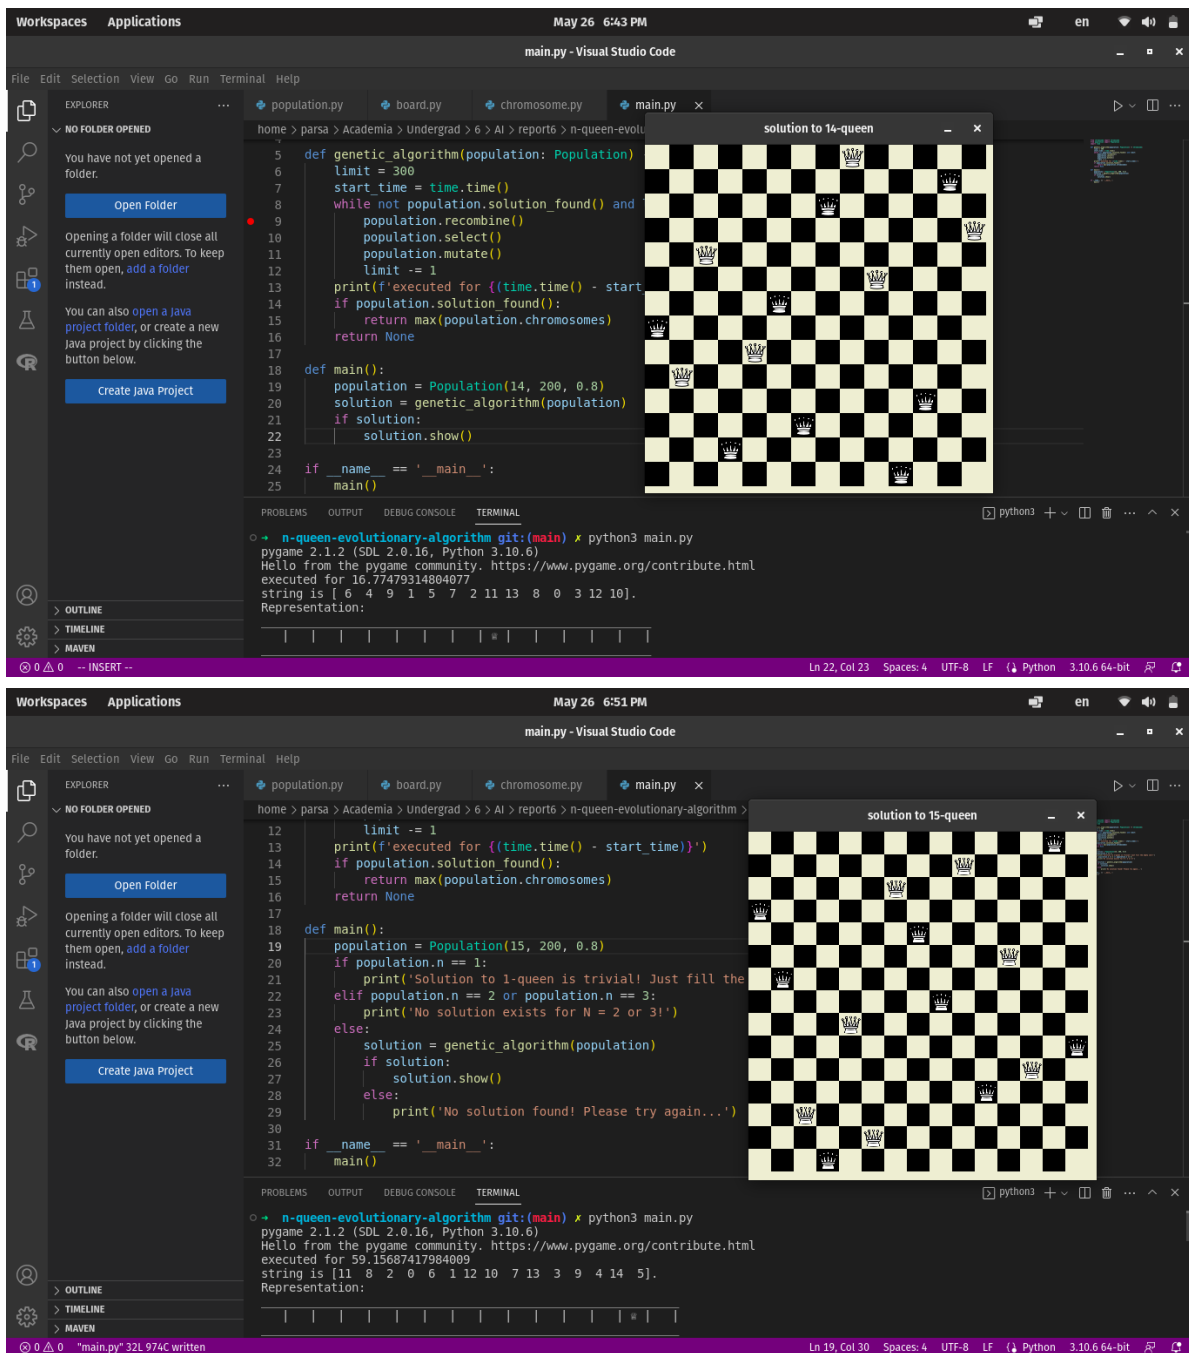 Workspaces Applications May 26 6:43 PM en
main.py - Visual Studio Code
File Edit Selection View Go Run Terminal Help
EXPLORER ··· population.py board.py chromosome.py main.py ×
NO FOLDER OPENED
home > parsa > Academia > Undergrad > 6 > AI > report6 > n-queen-evolu
solution to 14-queen
You have not yet opened a
folder.
Open Folder
Opening a folder will close all
currently open editors. To keep
them open, add a folder
instead.
You can also open a Java
project folder, or create a new
Java project by clicking the
button below.
Create Java Project
5 def genetic_algorithm(population: Population)
6 limit = 300
7 start_time = time.time()
8 while not population.solution_found() and
9 population.recombine()
10 population.select()
11 population.mutate()
12 limit -= 1
13 print(f'executed for {(time.time() - start_
14 if population.solution_found():
15 return max(population.chromosomes)
16 return None
17
18 def main():
19 population = Population(14, 200, 0.8)
20 solution = genetic_algorithm(population)
21 if solution:
22 solution.show()
23
24 if __name__ == '__main__':
25 main()
PROBLEMS OUTPUT DEBUG CONSOLE TERMINAL python3
n-queen-evolutionary-algorithm git:(main) ✗ python3 main.py
pygame 2.1.2 (SDL 2.0.16, Python 3.10.6)
Hello from the pygame community. https://www.pygame.org/contribute.html
executed for 16.77479314804077
string is [ 6 4 9 1 5 7 2 11 13 8 0 3 12 10].
Representation:
OUTLINE
TIMELINE
MAVEN
0 0 -- INSERT -- Ln 22, Col 23 Spaces: 4 UTF-8 LF Python 3.10.6 64-bit
Workspaces Applications May 26 6:51 PM en
main.py - Visual Studio Code
File Edit Selection View Go Run Terminal Help
EXPLORER ··· population.py board.py chromosome.py main.py ×
NO FOLDER OPENED
home > parsa > Academia > Undergrad > 6 > AI > report6 > n-queen-evolutionary-algorithm >
solution to 15-queen
You have not yet opened a
folder.
Open Folder
Opening a folder will close all
currently open editors. To keep
them open, add a folder
instead.
You can also open a Java
project folder, or create a new
Java project by clicking the
button below.
Create Java Project
12 limit -= 1
13 print(f'executed for {(time.time() - start_time)}')
14 if population.solution_found():
15 return max(population.chromosomes)
16 return None
17
18 def main():
19 population = Population(15, 200, 0.8)
20 if population.n == 1:
21 print('Solution to 1-queen is trivial! Just fill the
22 elif population.n == 2 or population.n == 3:
23 print('No solution exists for N = 2 or 3!')
24 else:
25 solution = genetic_algorithm(population)
26 if solution:
27 solution.show()
28 else:
29 print('No solution found! Please try again...')
30
31 if __name__ == '__main__':
32 main()
PROBLEMS OUTPUT DEBUG CONSOLE TERMINAL python3
n-queen-evolutionary-algorithm git:(main) ✗ python3 main.py
pygame 2.1.2 (SDL 2.0.16, Python 3.10.6)
Hello from the pygame community. https://www.pygame.org/contribute.html
executed for 59.15687417984009
string is [11 8 2 0 6 1 12 10 7 13 3 9 4 14 5].
Representation:
OUTLINE
TIMELINE
MAVEN
0 0 "main.py" 32L 974C written Ln 19, Col 30 Spaces: 4 UTF-8 LF Python 3.10.6 64-bit